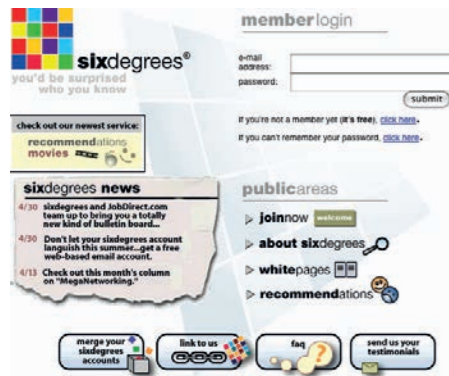 sixdegrees®
you'd be surprised
who you know
check out our newest service:
recommendations
movies
sixdegrees news
4/30 sixdegrees and JobDirect.com
team up to bring you a totally
new kind of bulletin board...
4/30 Don't let your sixdegrees account
languish this summer...get a free
web-based email account.
4/13 Check out this month's column
on "MegaNetworking."
memberlogin
e-mail
address:
password:
submit
If you're not a member yet (it's free), click here.
If you can't remember your password, click here.
publicareas
joinnow welcome
about sixdegrees
whitepages
recommendations
merge your
sixdegrees
accounts
link to us
faq
?
send us your
testimonials